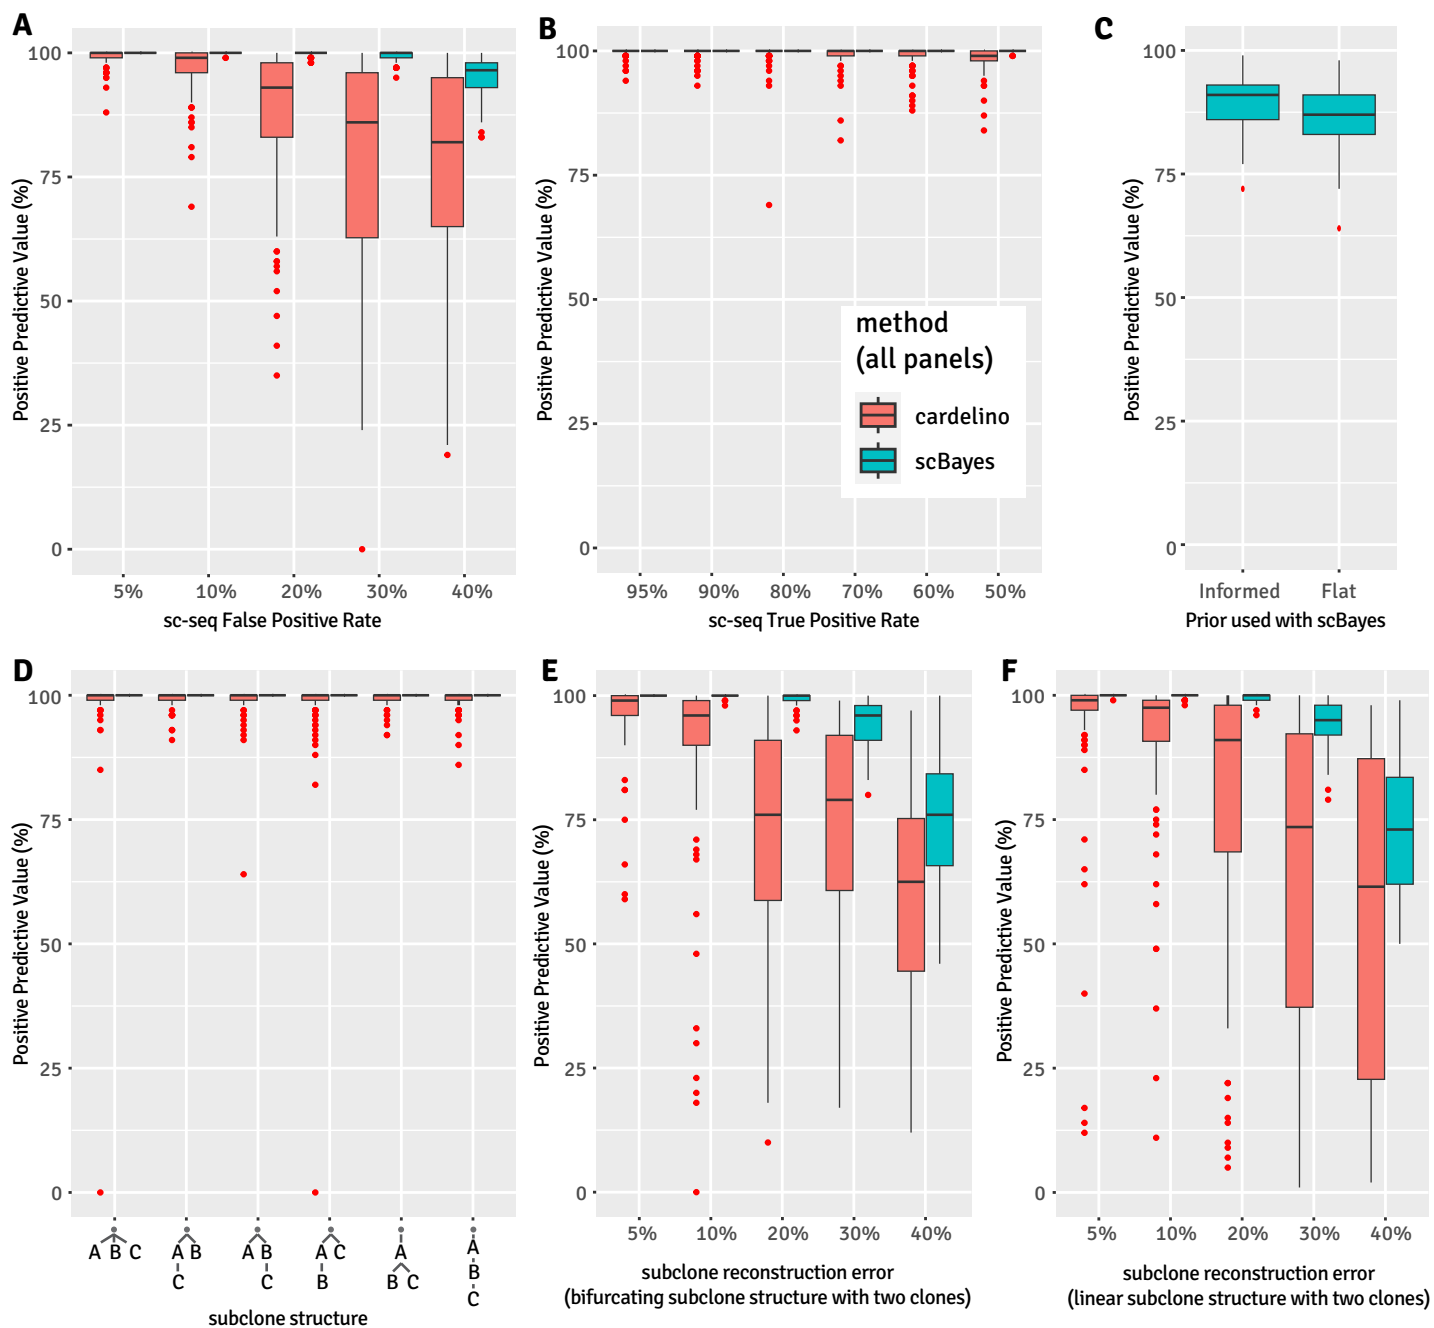 A
100
75
50
25
0
Positive Predictive Value (%)
5%
10%
20%
30%
40%
sc-seq False Positive Rate
B
100
75
50
25
0
Positive Predictive Value (%)
method
(all panels)
cardelino
scBayes
95%
90%
80%
70%
60%
50%
sc-seq True Positive Rate
C
100
75
50
25
0
Positive Predictive Value (%)
Informed
Flat
Prior used with scBayes
D
100
75
50
25
0
Positive Predictive Value (%)
A B C
A B
C
A B
C
A C
B
A
B C
A
B
C
subclone structure
E
100
75
50
25
0
Positive Predictive Value (%)
5%
10%
20%
30%
40%
subclone reconstruction error
(bifurcating subclone structure with two clones)
F
100
75
50
25
0
Positive Predictive Value (%)
5%
10%
20%
30%
40%
subclone reconstruction error
(linear subclone structure with two clones)